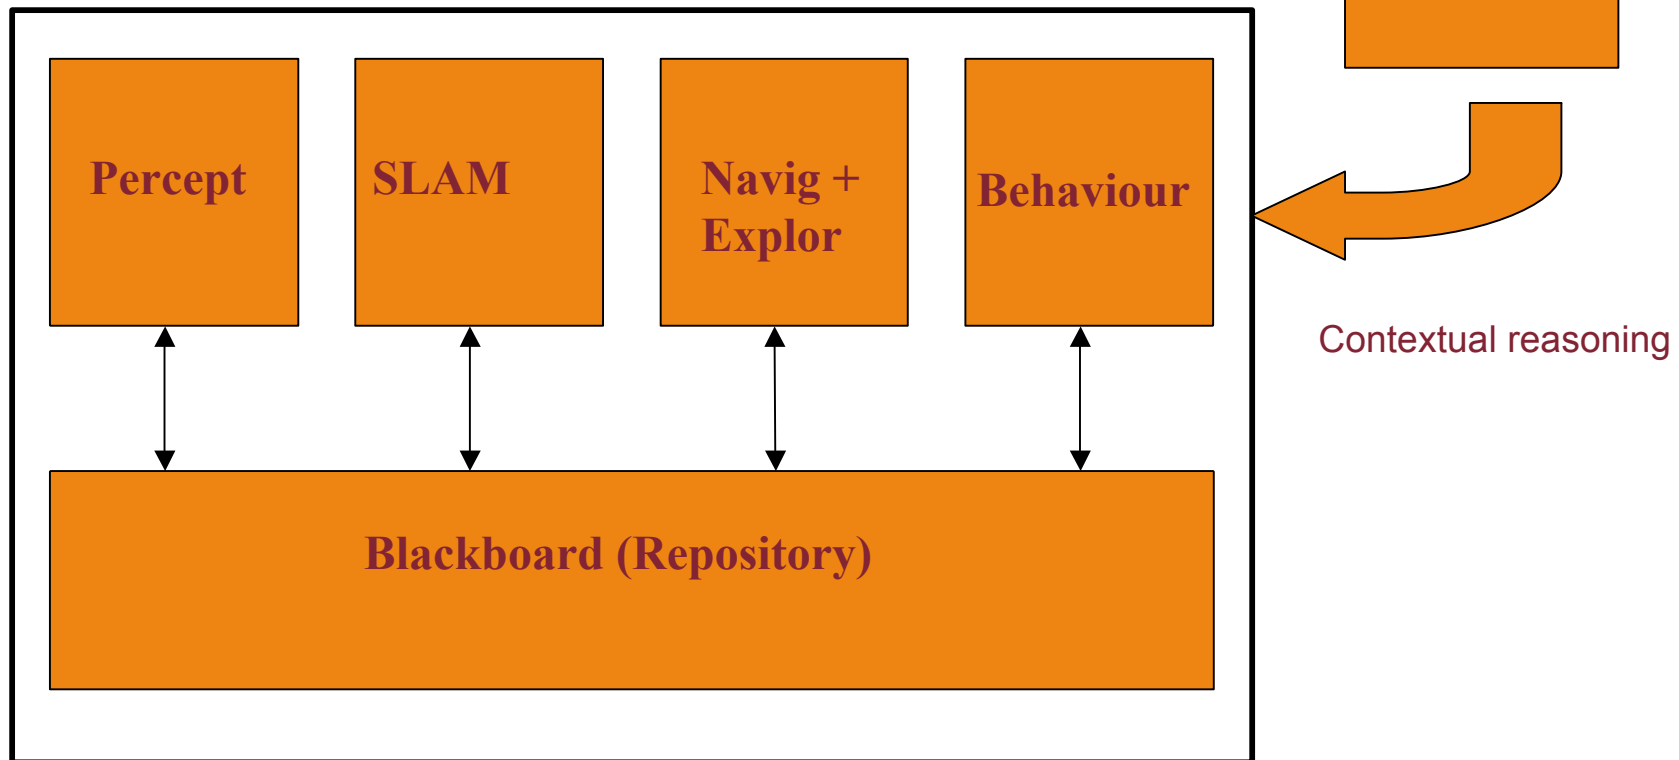 Percept
SLAM
Navig +
Explor
Behaviour
Contextual reasoning
Blackboard (Repository)